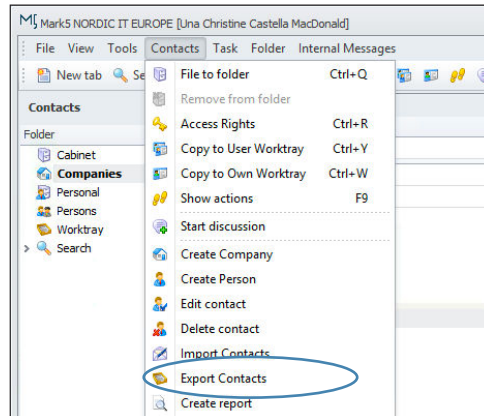 Mark5 NORDIC IT EUROPE [Una Christine Castella MacDonald]
File View Tools Contacts Task Folder Internal Messages
New tab Se
Contacts
Folder
Cabinet
Companies
Personal
Persons
Worktray
Search
File to folder Ctrl+Q
Remove from folder
Access Rights Ctrl+R
Copy to User Worktray Ctrl+Y
Copy to Own Worktray Ctrl+W
Show actions F9
Start discussion
Create Company
Create Person
Edit contact
Delete contact
Import Contacts
Export Contacts
Create report